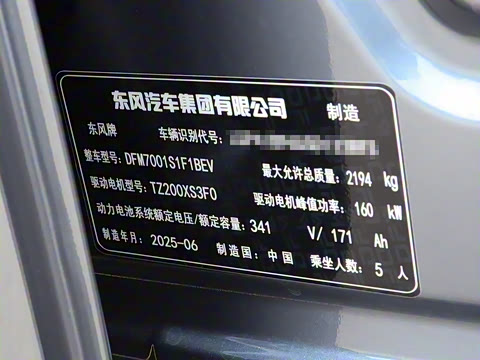 东风汽车集团有限公司 制造
东风牌 车辆识别代号:
整车型号: DFM7001S1F1BEV 最大允许总质量: 2194 kg
驱动电机型号: TZ200XS3F0 驱动电机峰值功率: 160 kW
动力电池系统额定电压/额定容量: 341 V/ 171 Ah
制造年月: 2025-06 制造国: 中国 乘坐人数: 5 人